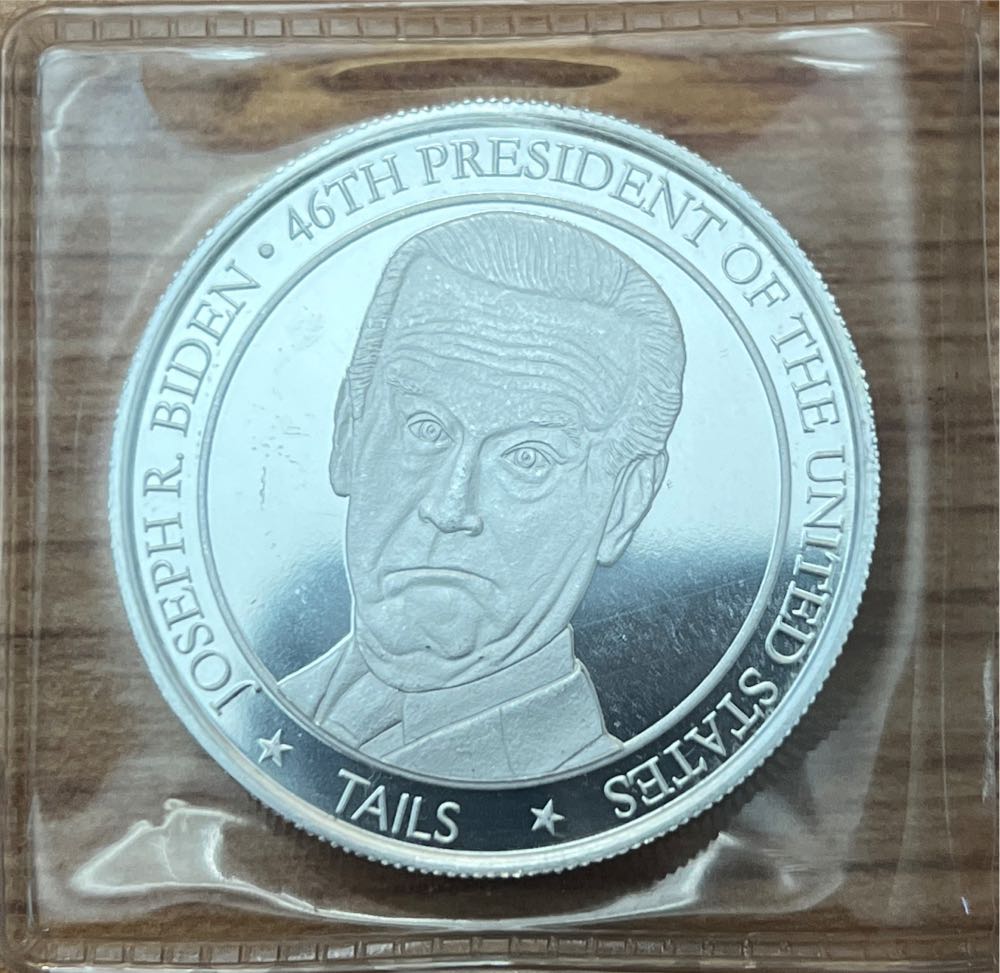 JOSEPH R. BIDEN • 46TH PRESIDENT OF THE UNITED STATES
TAILS